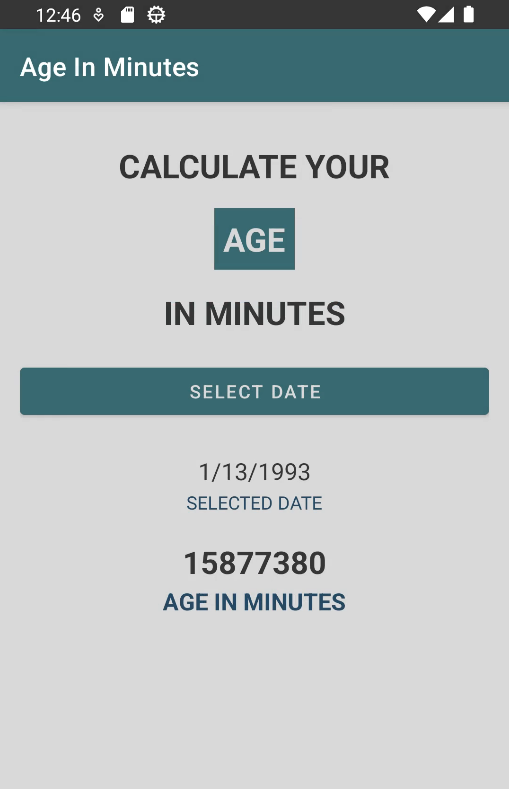 12:46
Age In Minutes
CALCULATE YOUR
AGE
IN MINUTES
SELECT DATE
1/13/1993
SELECTED DATE
15877380
AGE IN MINUTES